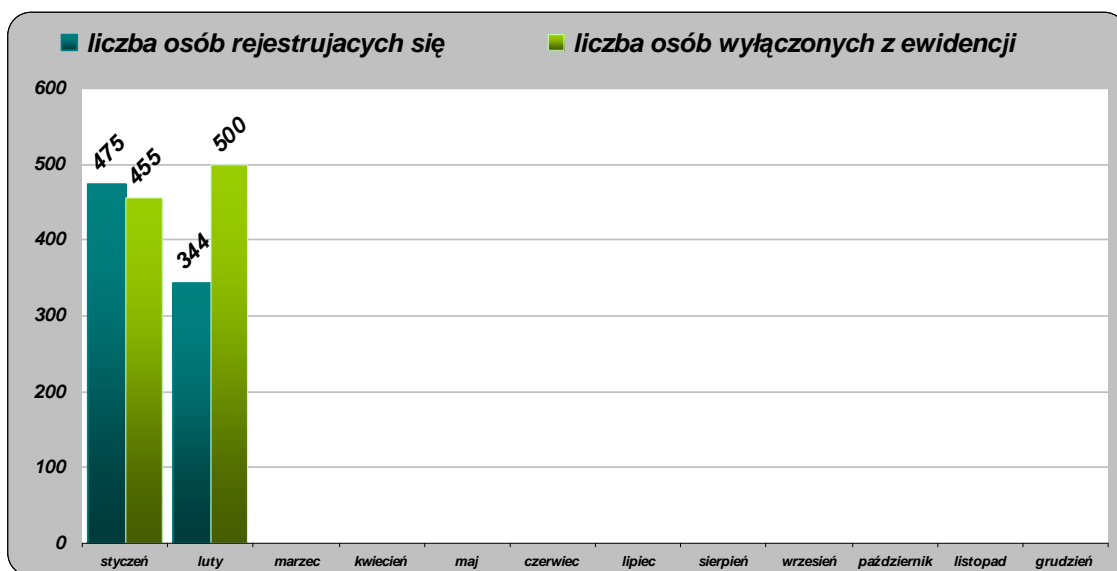 liczba osób rejestrujacych się liczba osób wyłączonych z ewidencji
600
500
400
300
200
100
0
475 455 344 500
styczeń luty marzec kwiecień maj czerwiec lipiec sierpień wrzesień październik listopad grudzień